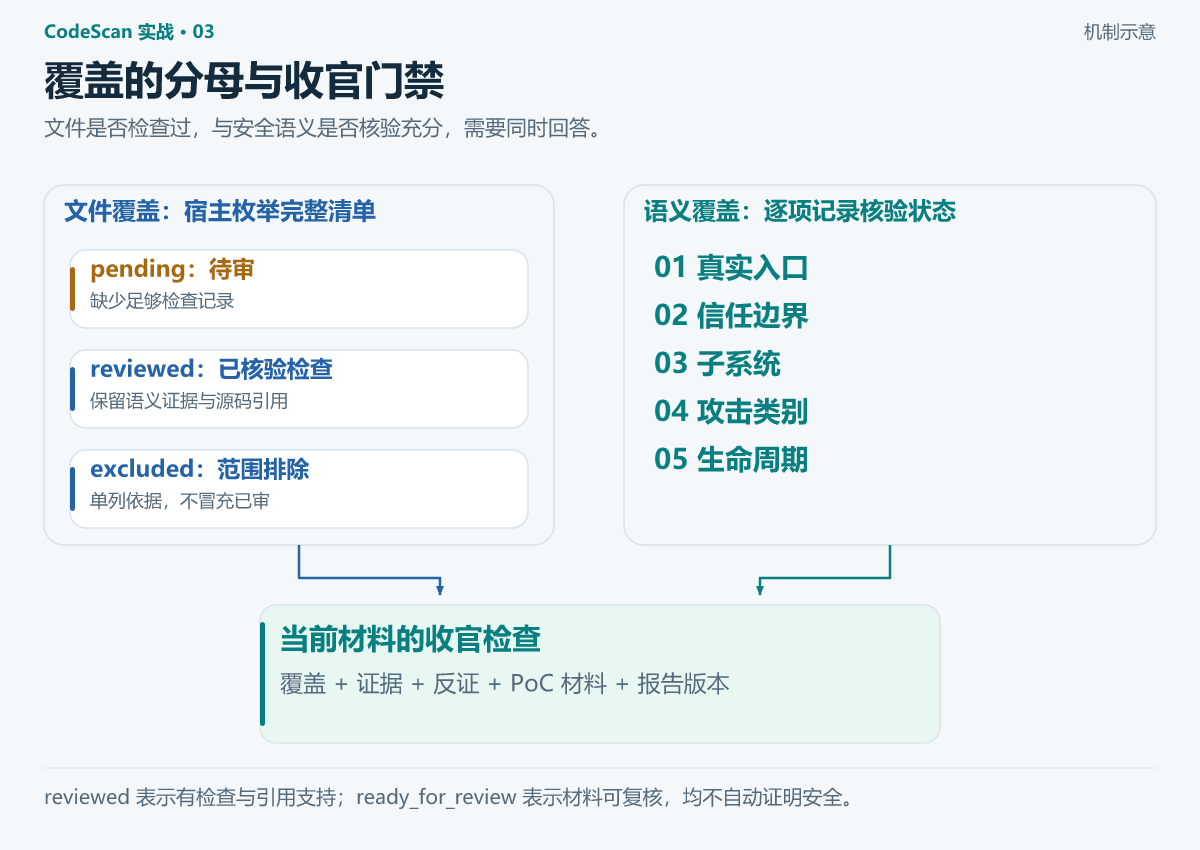 CodeScan 实战 • 03
机制示意
覆盖的分母与收官门禁
文件是否检查过，与安全语义是否核验充分，需要同时回答。
文件覆盖：宿主枚举完整清单
pending：待审
缺少足够检查记录
reviewed：已核验检查
保留语义证据与源码引用
excluded：范围排除
单列依据，不冒充已审
语义覆盖：逐项记录核验状态
01 真实入口
02 信任边界
03 子系统
04 攻击类别
05 生命周期
当前材料的收官检查
覆盖 + 证据 + 反证 + PoC 材料 + 报告版本
reviewed 表示有检查与引用支持；ready_for_review 表示材料可复核，均不自动证明安全。